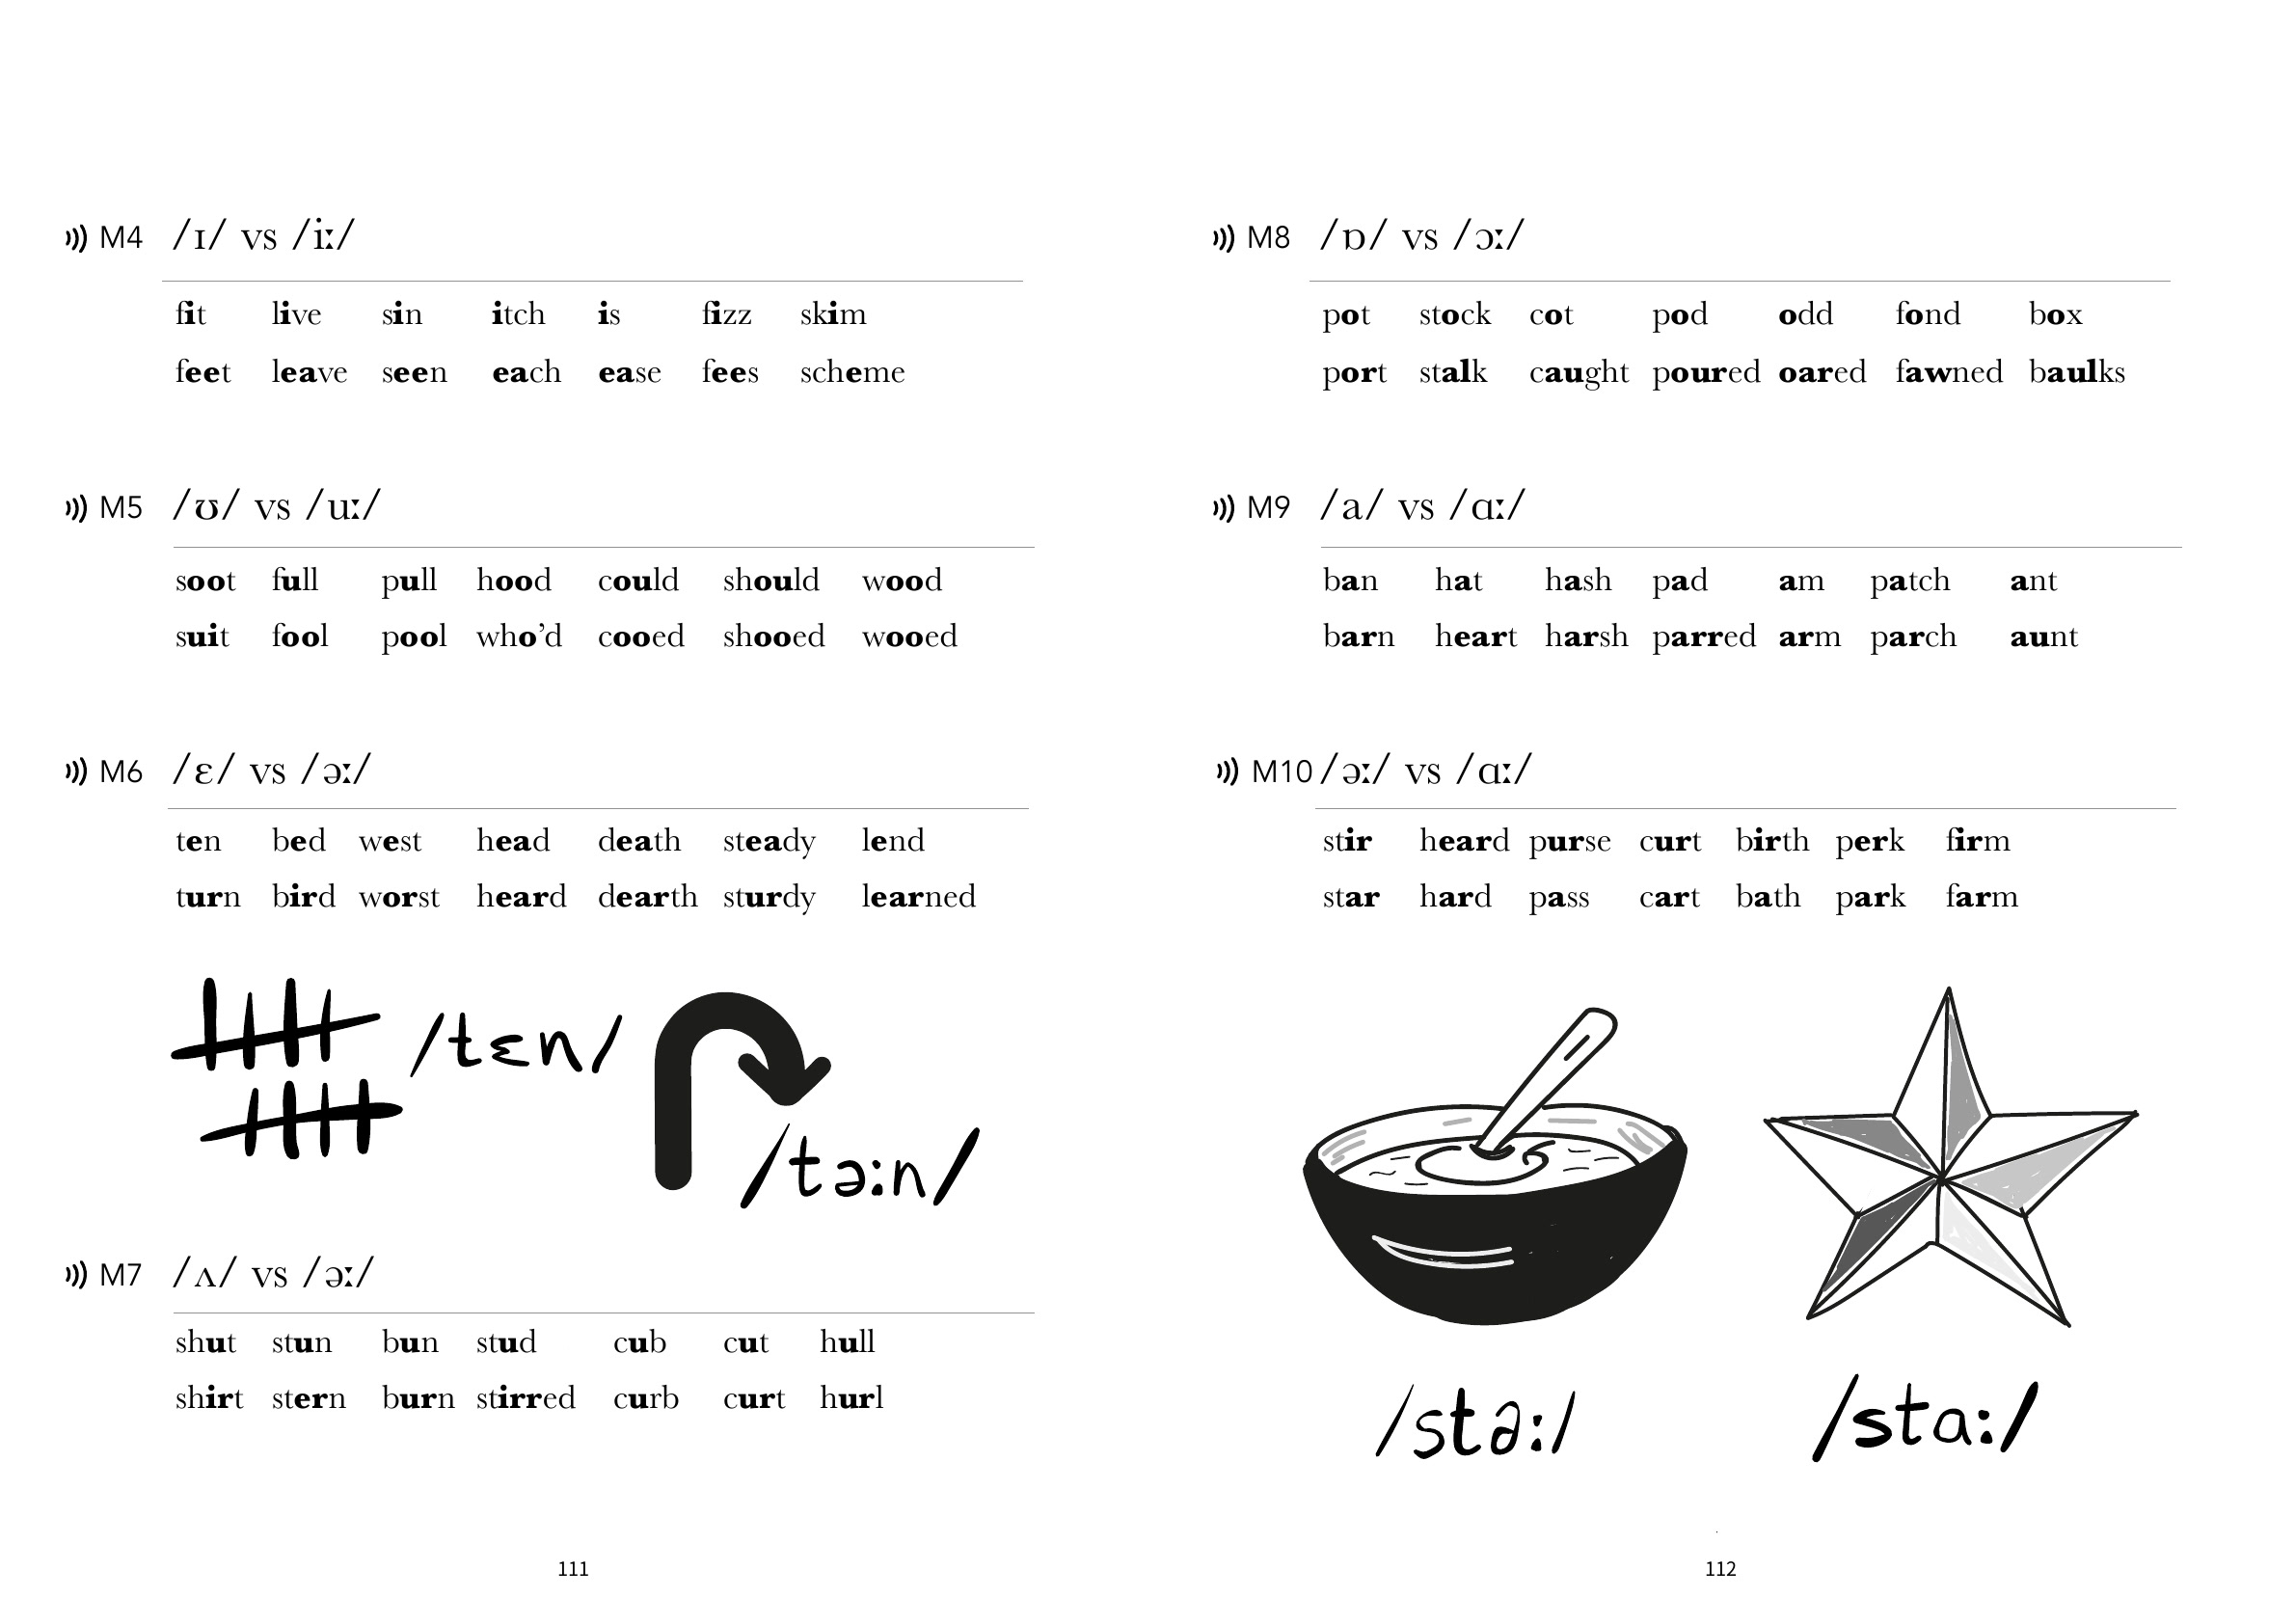 M4 /ɪ/ vs /iː/
fit live sin itch is fizz skim
feet leave seen each ease fees scheme
M5 /ʊ/ vs /uː/
soot full pull hood could should wood
suit fool pool who’d cooed shooed wooed
M6 /ɛ/ vs /əː/
ten bed west head death steady lend
turn bird worst heard dearth sturdy learned
/tɛn/
/təːn/
M7 /ʌ/ vs /əː/
shut stun bun stud cub cut hull
shirt stern burn stirred curb curt hurl
111
M8 /ɒ/ vs /ɔː/
pot stock cot pod odd fond box
port stalk caught poured oared fawned baulks
M9 /a/ vs /ɑː/
ban hat hash pad am patch ant
barn heart harsh parred arm parch aunt
M10 /əː/ vs /ɑː/
stir heard purse curt birth perk firm
star hard pass cart bath park farm
/stəː/ /stɑː/
112